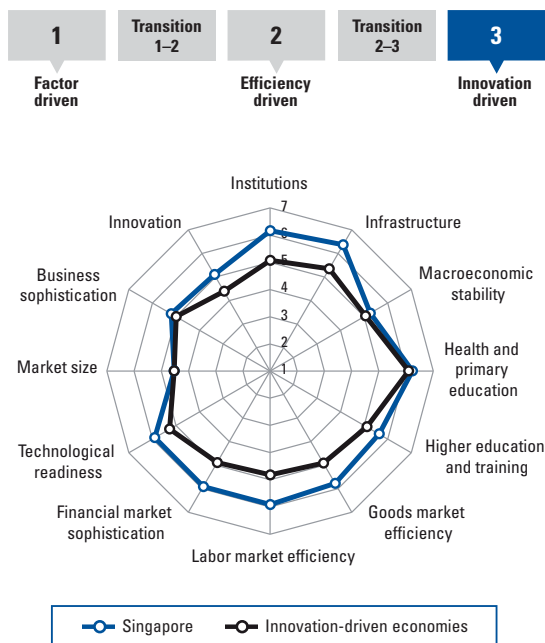 1
Transition
1–2
2
Transition
2–3
3
Factor
driven
Efficiency
driven
Innovation
driven
Institutions
Infrastructure
Macroeconomic
stability
Health and
primary
education
Higher education
and training
Goods market
efficiency
Labor market efficiency
Financial market
sophistication
Technological
readiness
Market size
Business
sophistication
Innovation
7
6
5
4
3
2
1
Singapore
Innovation-driven economies